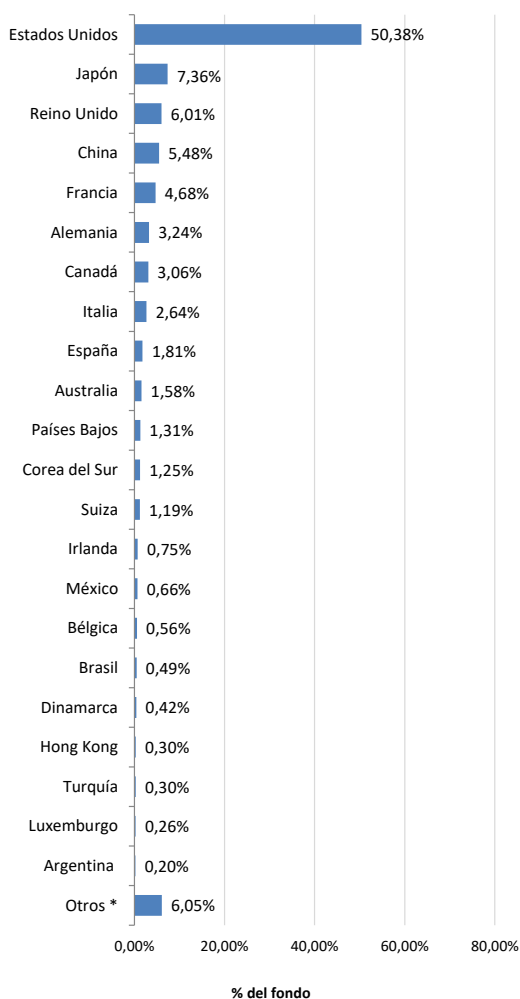 Estados Unidos 50,38%
Japón 7,36%
Reino Unido 6,01%
China 5,48%
Francia 4,68%
Alemania 3,24%
Canadá 3,06%
Italia 2,64%
España 1,81%
Australia 1,58%
Países Bajos 1,31%
Corea del Sur 1,25%
Suiza 1,19%
Irlanda 0,75%
México 0,66%
Bélgica 0,56%
Brasil 0,49%
Dinamarca 0,42%
Hong Kong 0,30%
Turquía 0,30%
Luxemburgo 0,26%
Argentina 0,20%
Otros * 6,05%
0,00% 20,00% 40,00% 60,00% 80,00%
% del fondo